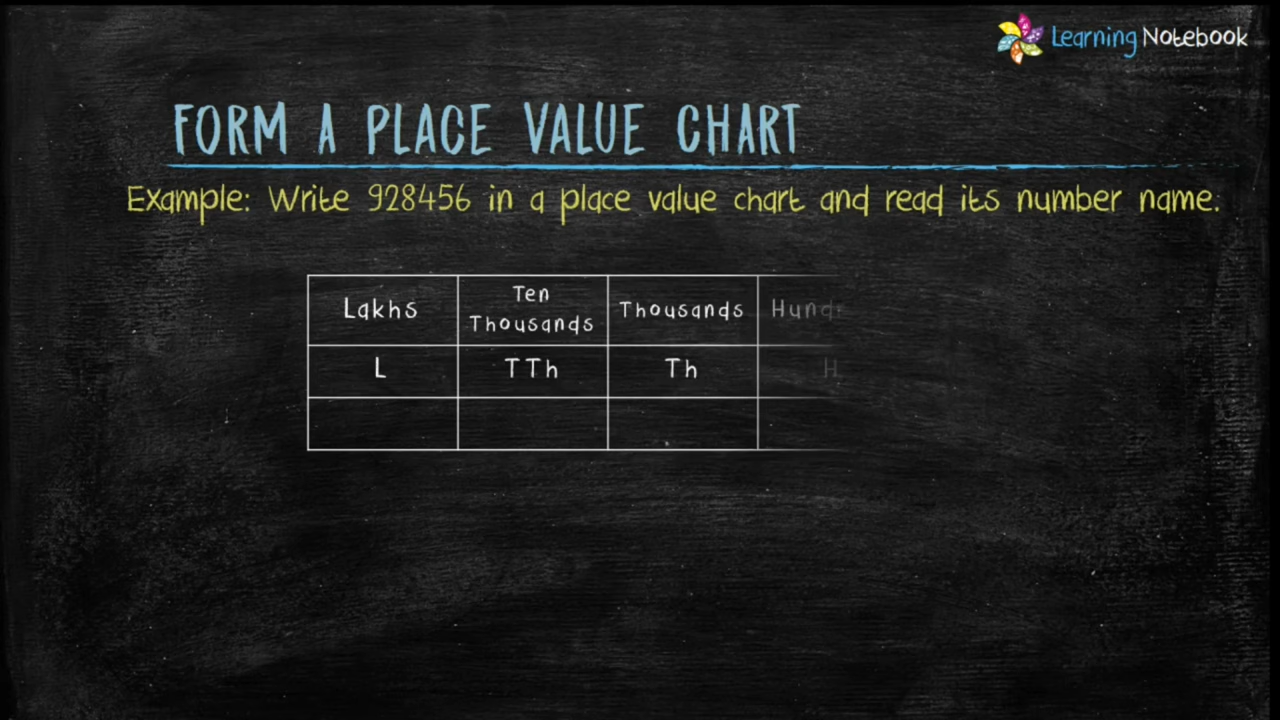 Learning Notebook
FORM A PLACE VALUE CHART
Example: Write 928456 in a place value chart and read its number name.
Lakhs
Ten
Thousands
Thousands
L
TTh
Th
H